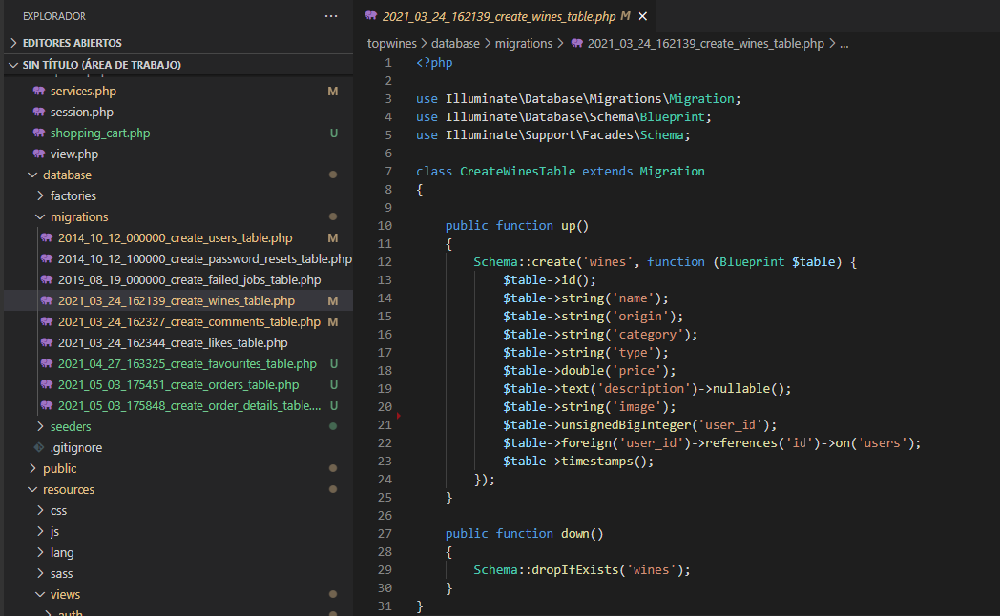 EXPLORADOR ...
EDITORES ABIERTOS
SIN TÍTULO (ÁREA DE TRABAJO)
services.php M
session.php
shopping_cart.php U
view.php
database
factories
migrations
2014_10_12_000000_create_users_table.php M
2014_10_12_100000_create_password_resets_table.php
2019_08_19_000000_create_failed_jobs_table.php
2021_03_24_162139_create_wines_table.php M
2021_03_24_162327_create_comments_table.php M
2021_03_24_162344_create_likes_table.php
2021_04_27_163325_create_favourites_table.php U
2021_05_03_175451_create_orders_table.php U
2021_05_03_175848_create_order_details_table.... U
seeders
.gitignore
public
resources
css
js
lang
sass
views
auth
2021_03_24_162139_create_wines_table.php M ×
topwines > database > migrations > 2021_03_24_162139_create_wines_table.php > ...
1 <?php
2
3 use Illuminate\Database\Migrations\Migration;
4 use Illuminate\Database\Schema\Blueprint;
5 use Illuminate\Support\Facades\Schema;
6
7 class CreateWinesTable extends Migration
8 {
9
10     public function up()
11     {
12         Schema::create('wines', function (Blueprint $table) {
13             $table->id();
14             $table->string('name');
15             $table->string('origin');
16             $table->string('category');
17             $table->string('type');
18             $table->double('price');
19             $table->text('description')->nullable();
20             $table->string('image');
21             $table->unsignedBigInteger('user_id');
22             $table->foreign('user_id')->references('id')->on('users');
23             $table->timestamps();
24         });
25     }
26
27     public function down()
28     {
29         Schema::dropIfExists('wines');
30     }
31 }